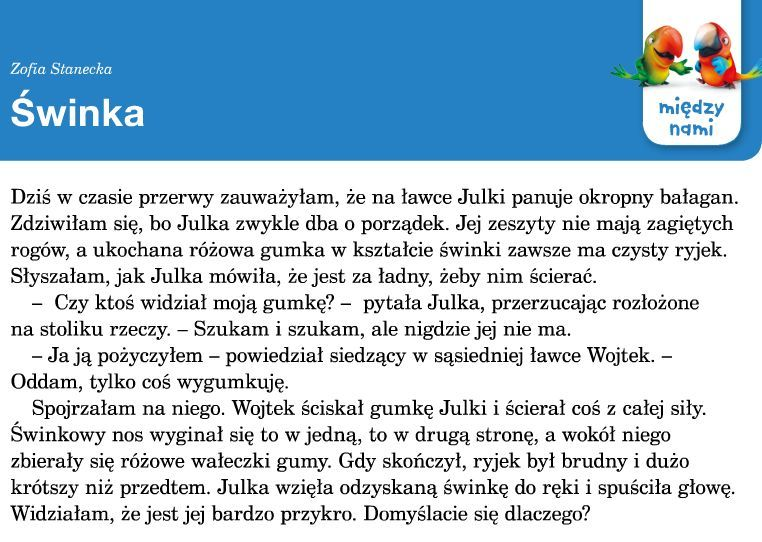 Zofia Stanecka
Świnka
między
nami
Dziś w czasie przerwy zauważyłam, że na ławce Julki panuje okropny bałagan.
Zdziwiłam się, bo Julka zwykle dba o porządek. Jej zeszyty nie mają zagiętych
rogów, a ukochana różowa gumka w kształcie świnki zawsze ma czysty ryjek.
Słyszałam, jak Julka mówiła, że jest za ładny, żeby nim ścierać.
– Czy ktoś widział moją gumkę? – pytała Julka, przerzucając rozłożone
na stoliku rzeczy. – Szukam i szukam, ale nigdzie jej nie ma.
– Ja ją pożyczyłem – powiedział siedzący w sąsiedniej ławce Wojtek. –
Oddam, tylko coś wygumkuję.
Spojrzałam na niego. Wojtek ściskał gumkę Julki i ścierał coś z całej siły.
Świnkowy nos wyginał się to w jedną, to w drugą stronę, a wokół niego
zbierały się różowe wałeczki gumy. Gdy skończył, ryjek był brudny i dużo
krótszy niż przedtem. Julka wzięła odzyskaną świnkę do ręki i spuściła głowę.
Widziałam, że jest jej bardzo przykro. Domyślacie się dlaczego?